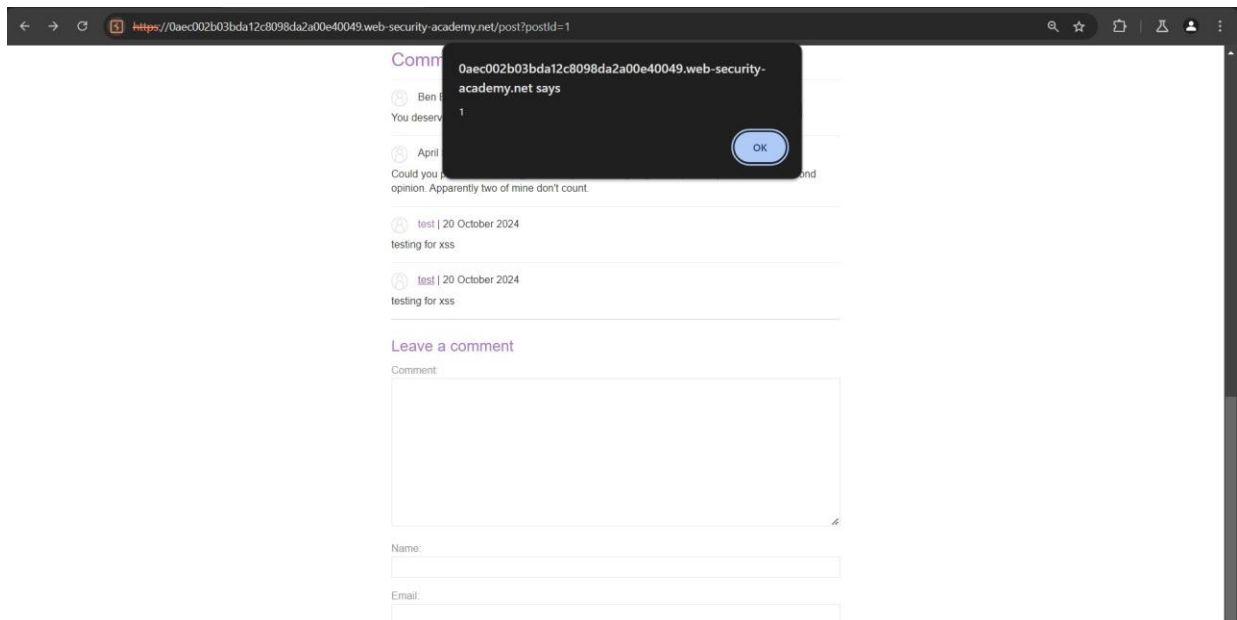 https://0aec002b03bda12c8098da2a00e40049.web-security-academy.net/post?postId=1
0aec002b03bda12c8098da2a00e40049.web-security-
academy.net says
1
OK
Comm
Ben
You deserv
April
Could you ond
opinion. Apparently two of mine don't count.
test | 20 October 2024
testing for xss
test | 20 October 2024
testing for xss
Leave a comment
Comment:
Name:
Email: